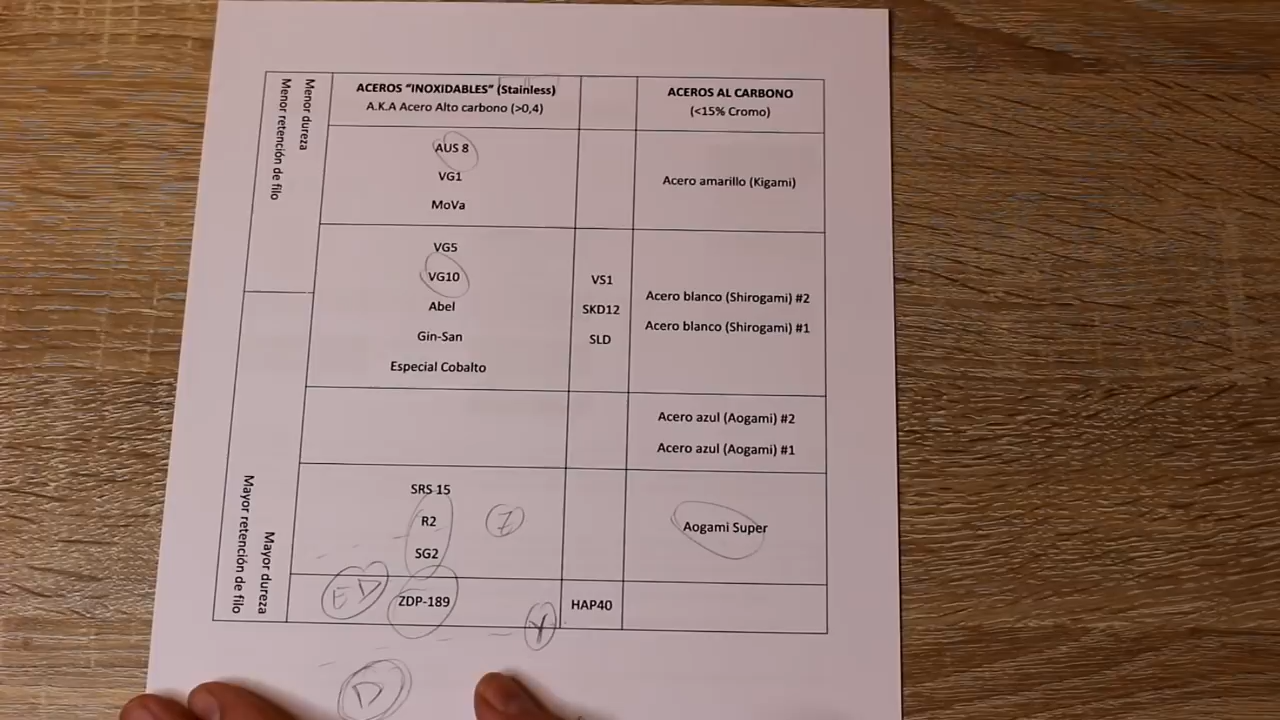 Menor dureza
Menor retención de filo
ACEROS "INOXIDABLES" (Stainless)
A.K.A Acero Alto carbono (>0,4)
ACEROS AL CARBONO
(<15% Cromo)
AUS 8
VG1
MoVa
Acero amarillo (Kigami)
VG5
VG10
Abel
Gin-San
Especial Cobalto
VS1
SKD12
SLD
Acero blanco (Shirogami) #2
Acero blanco (Shirogami) #1
Acero azul (Aogami) #2
Acero azul (Aogami) #1
Mayor dureza
Mayor retención de filo
SRS 15
R2
SG2
Aogami Super
ED
ZDP-189
HAP40
D